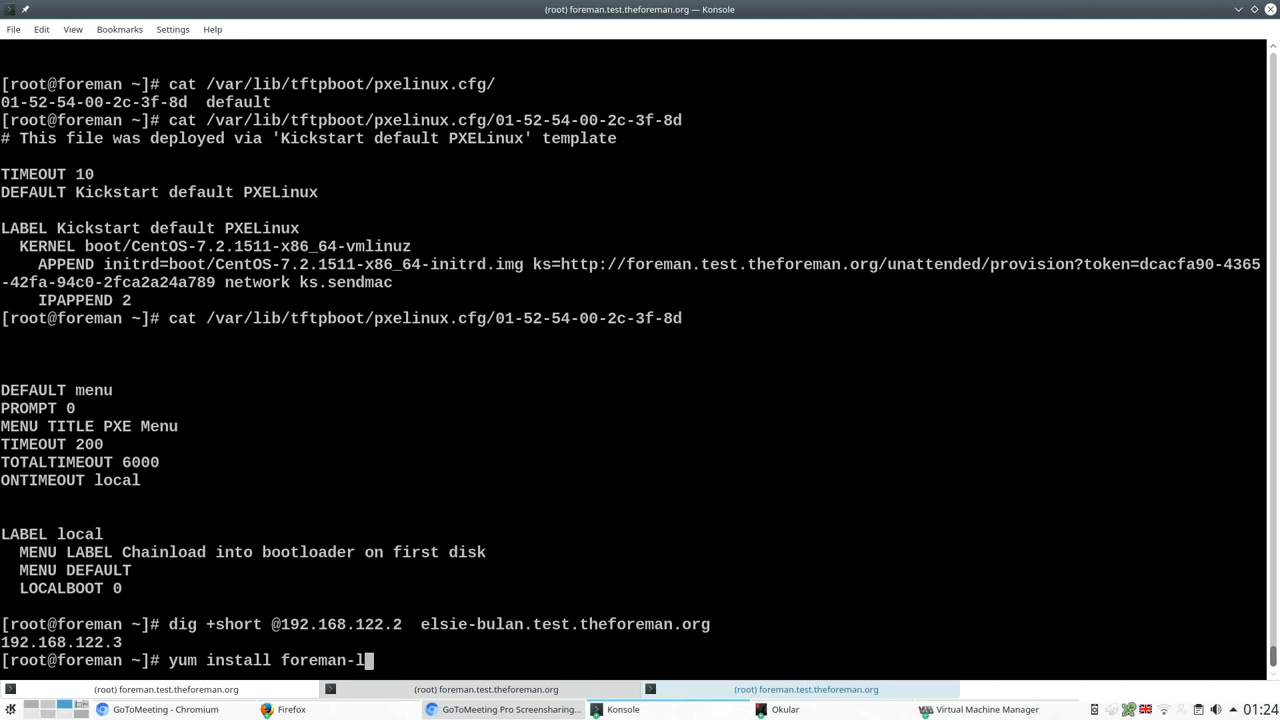 (root) foreman.test.theforeman.org — Konsole
File Edit View Bookmarks Settings Help
[root@foreman ~]# cat /var/lib/tftpboot/pxelinux.cfg/
01-52-54-00-2c-3f-8d  default
[root@foreman ~]# cat /var/lib/tftpboot/pxelinux.cfg/01-52-54-00-2c-3f-8d
# This file was deployed via 'Kickstart default PXELinux' template
TIMEOUT 10
DEFAULT Kickstart default PXELinux
LABEL Kickstart default PXELinux
  KERNEL boot/CentOS-7.2.1511-x86_64-vmlinuz
    APPEND initrd=boot/CentOS-7.2.1511-x86_64-initrd.img ks=http://foreman.test.theforeman.org/unattended/provision?token=dcacfa90-4365
-42fa-94c0-2fca2a24a789 network ks.sendmac
    IPAPPEND 2
[root@foreman ~]# cat /var/lib/tftpboot/pxelinux.cfg/01-52-54-00-2c-3f-8d
DEFAULT menu
PROMPT 0
MENU TITLE PXE Menu
TIMEOUT 200
TOTALTIMEOUT 6000
ONTIMEOUT local
LABEL local
  MENU LABEL Chainload into bootloader on first disk
  MENU DEFAULT
  LOCALBOOT 0
[root@foreman ~]# dig +short @192.168.122.2  elsie-bulan.test.theforeman.org
192.168.122.3
[root@foreman ~]# yum install foreman-l
(root) foreman.test.theforeman.org (root) foreman.test.theforeman.org (root) foreman.test.theforeman.org
GoToMeeting - Chromium Firefox GoToMeeting Pro Screensharing... Konsole Okular Virtual Machine Manager 01:24